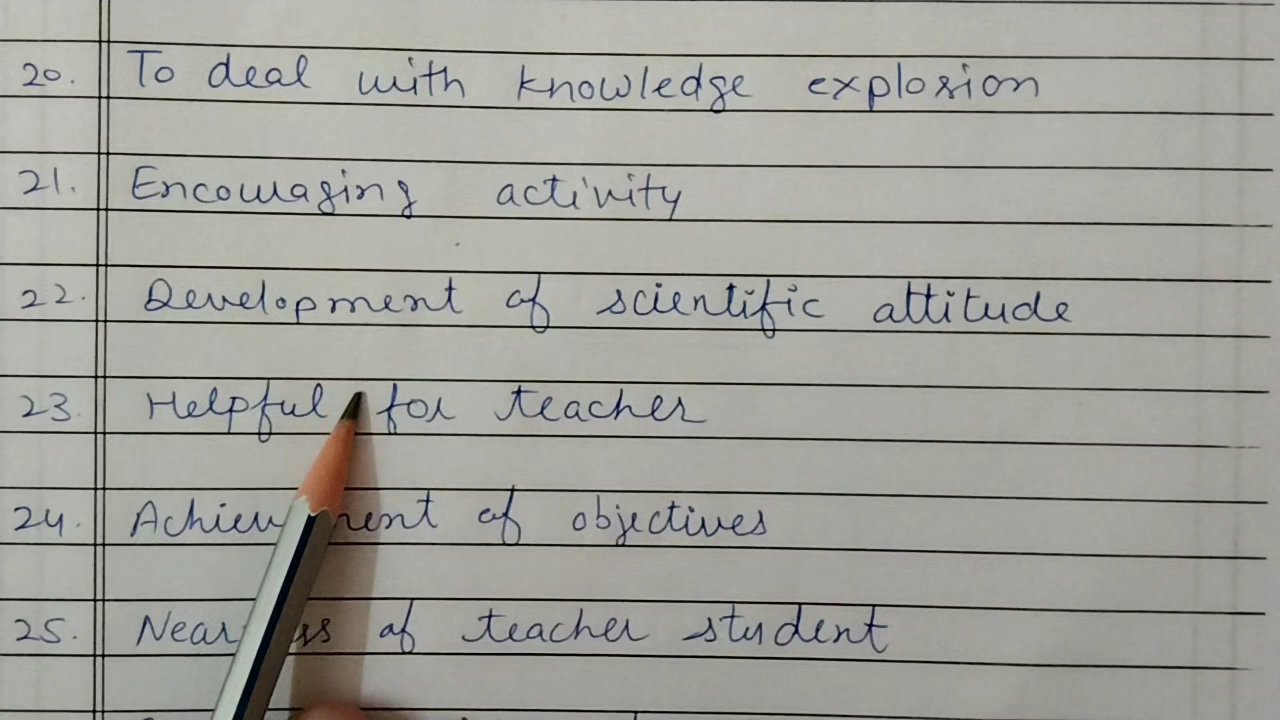 20. To deal with knowledge explosion
21. Encouraging activity
22. Development of scientific attitude
23. Helpful for teacher
24. of objectives
25. of teacher student